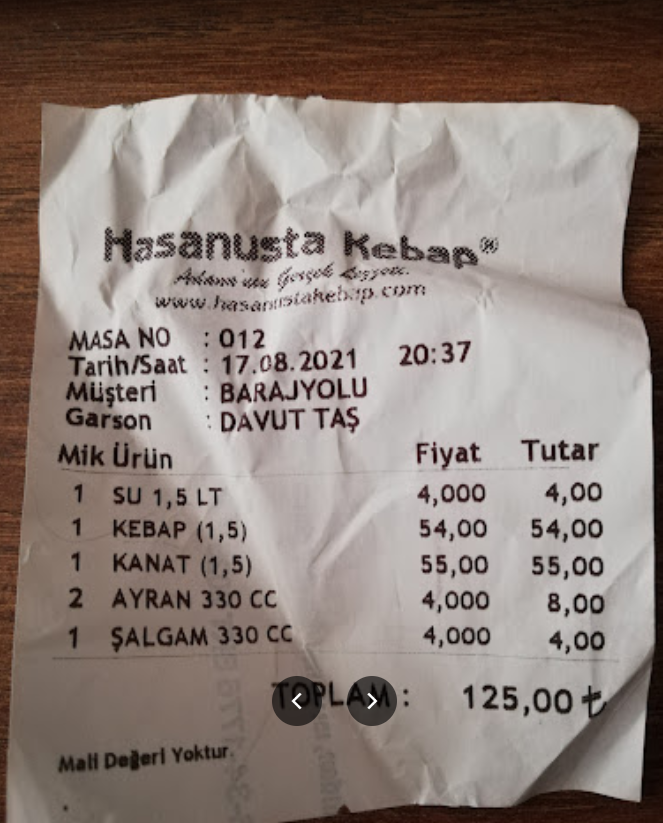 Hasanusta Kebap®
Adana'nın Gerçek Lezzeti.
www.hasanustakebap.com
MASA NO : 012
Tarih/Saat : 17.08.2021 20:37
Müşteri : BARAJYOLU
Garson : DAVUT TAŞ
Mik Ürün Fiyat Tutar
1 SU 1,5 LT 4,000 4,00
1 KEBAP (1,5) 54,00 54,00
1 KANAT (1,5) 55,00 55,00
2 AYRAN 330 CC 4,000 8,00
1 ŞALGAM 330 CC 4,000 4,00
TOPLAM : 125,00 ₺
Mali Değeri Yoktur.